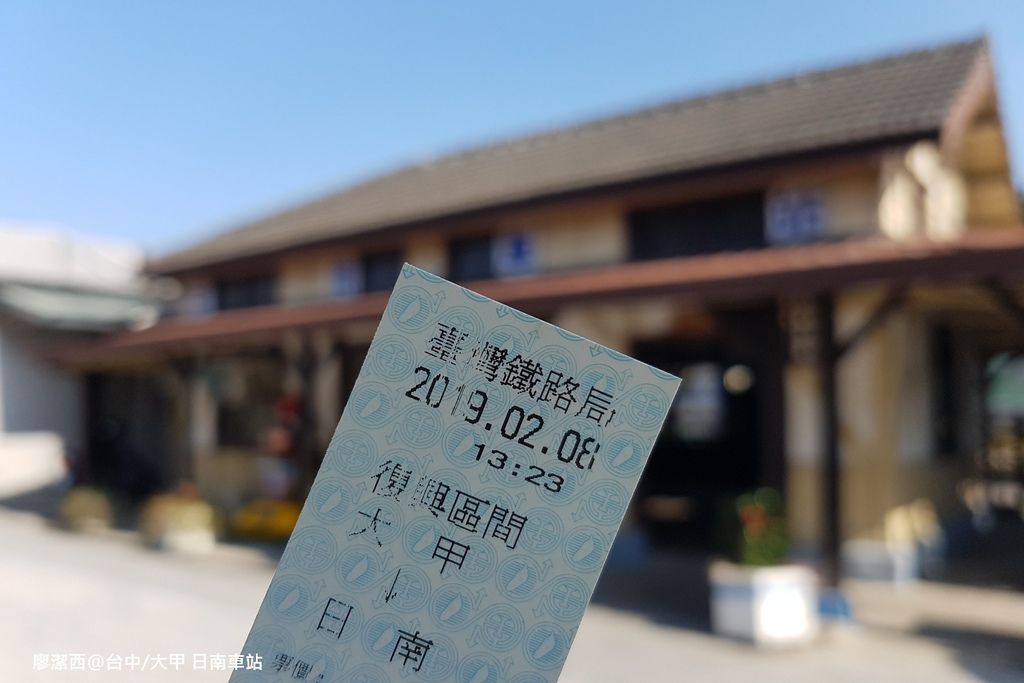 臺灣鐵路局
2019.02.08
13:23
復興區間
大甲
↓
日南
廖潔西@台中/大甲 日南車站